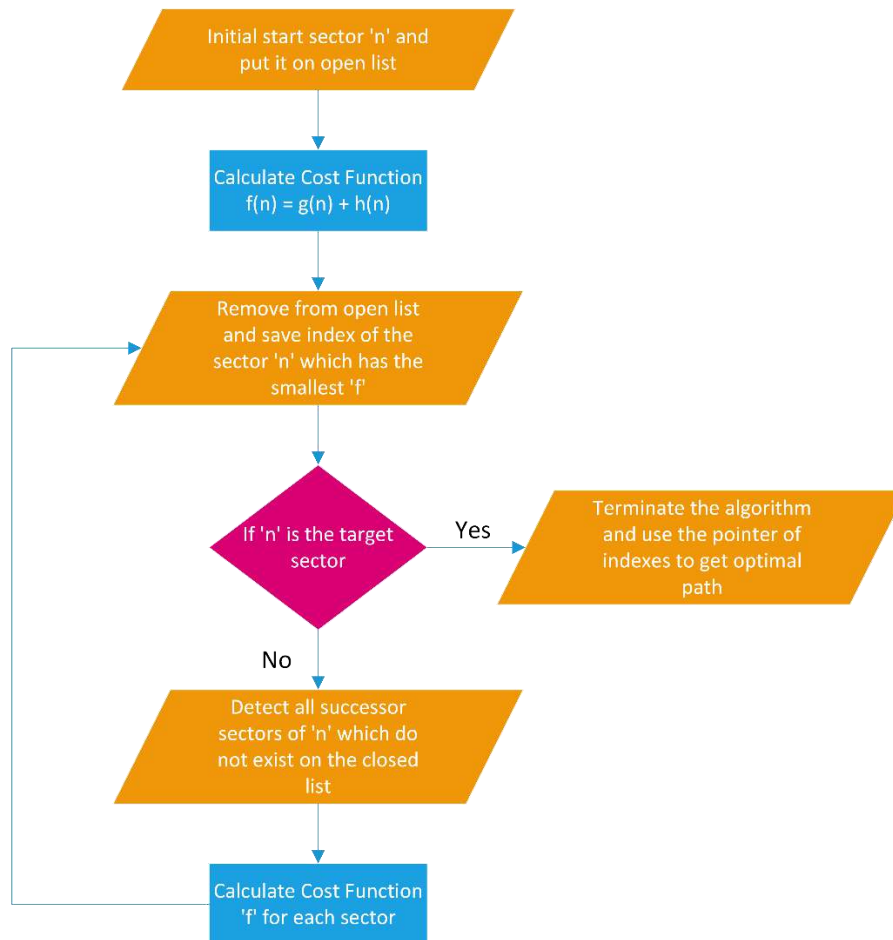 Initial start sector 'n' and
put it on open list
Calculate Cost Function
f(n) = g(n) + h(n)
Remove from open list
and save index of the
sector 'n' which has the
smallest 'f'
If 'n' is the target
sector
Yes
Terminate the algorithm
and use the pointer of
indexes to get optimal
path
No
Detect all successor
sectors of 'n' which do
not exist on the closed
list
Calculate Cost Function
'f' for each sector